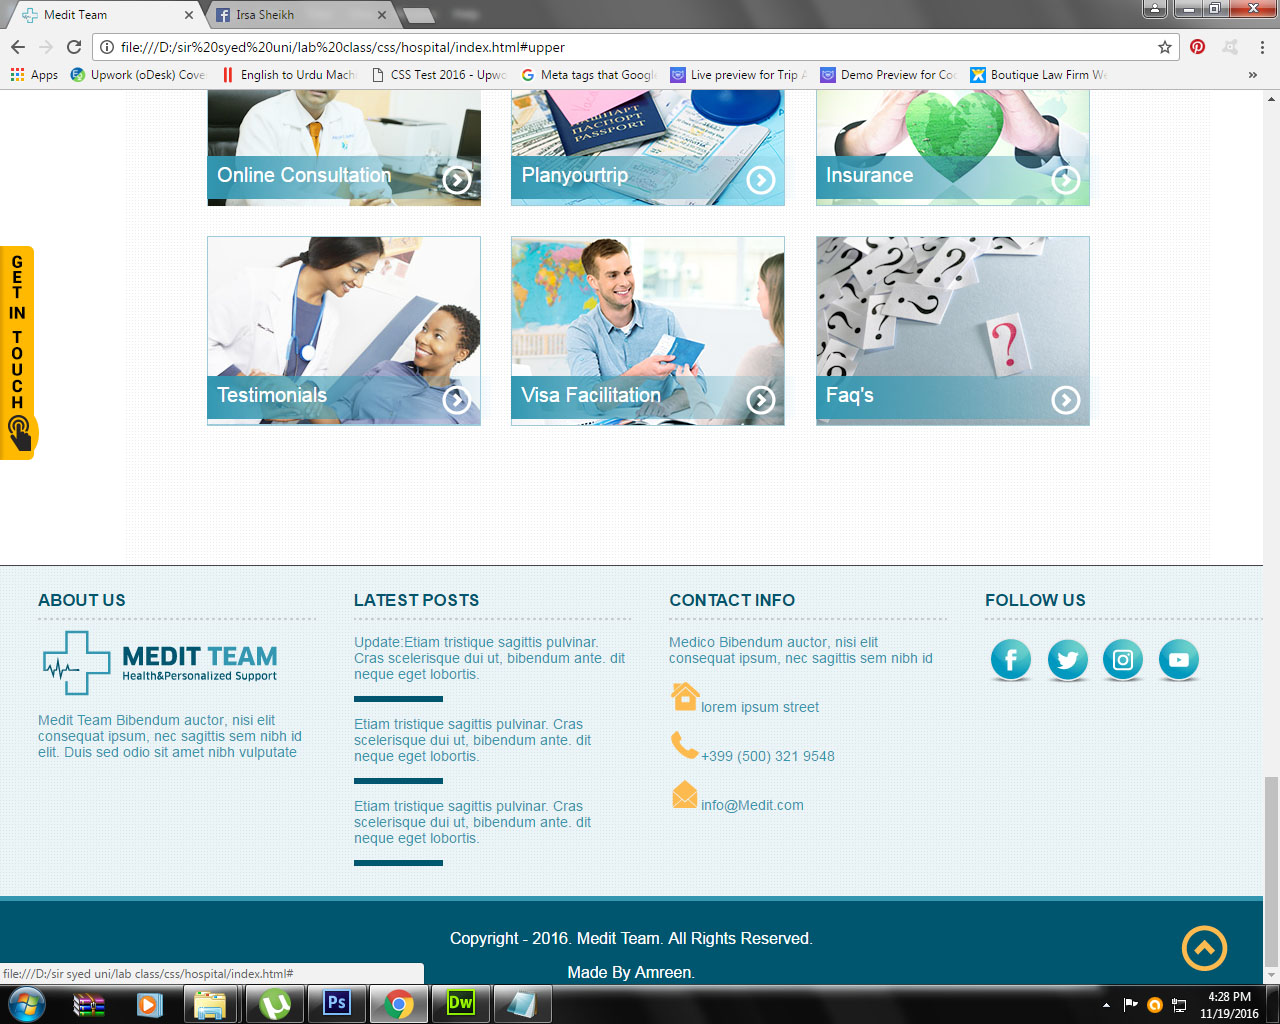 Medit Team
Irsa Sheikh
file:///D:/sir%20syed%20uni/lab%20class/css/hospital/index.html#upper
Apps
Upwork (oDesk) Cove
English to Urdu Mach
CSS Test 2016 - Upwo
Meta tags that Google
Live preview for Trip A
Demo Preview for Coc
Boutique Law Firm We
»
Online Consultation
Planyourtrip
ПАСПОРТ
PASSPORT
Insurance
GET IN TOUCH
Testimonials
Visa Facilitation
Faq's
ABOUT US
MEDIT TEAM
Health&Personalized Support
Medit Team Bibendum auctor, nisi elit
consequat ipsum, nec sagittis sem nibh id
elit. Duis sed odio sit amet nibh vulputate
LATEST POSTS
Update:Etiam tristique sagittis pulvinar.
Cras scelerisque dui ut, bibendum ante. dit
neque eget lobortis.
Etiam tristique sagittis pulvinar. Cras
scelerisque dui ut, bibendum ante. dit
neque eget lobortis.
Etiam tristique sagittis pulvinar. Cras
scelerisque dui ut, bibendum ante. dit
neque eget lobortis.
CONTACT INFO
Medico Bibendum auctor, nisi elit
consequat ipsum, nec sagittis sem nibh id
lorem ipsum street
+399 (500) 321 9548
info@Medit.com
FOLLOW US
Copyright - 2016. Medit Team. All Rights Reserved.
Made By Amreen.
file:///D:/sir syed uni/lab class/css/hospital/index.html#
Ps
Dw
4:28 PM
11/19/2016